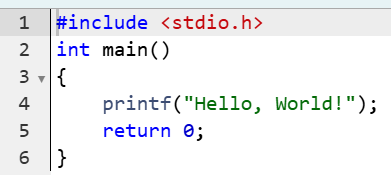 1 #include <stdio.h>
2 int main()
3 {
4     printf("Hello, World!");
5     return 0;
6 }